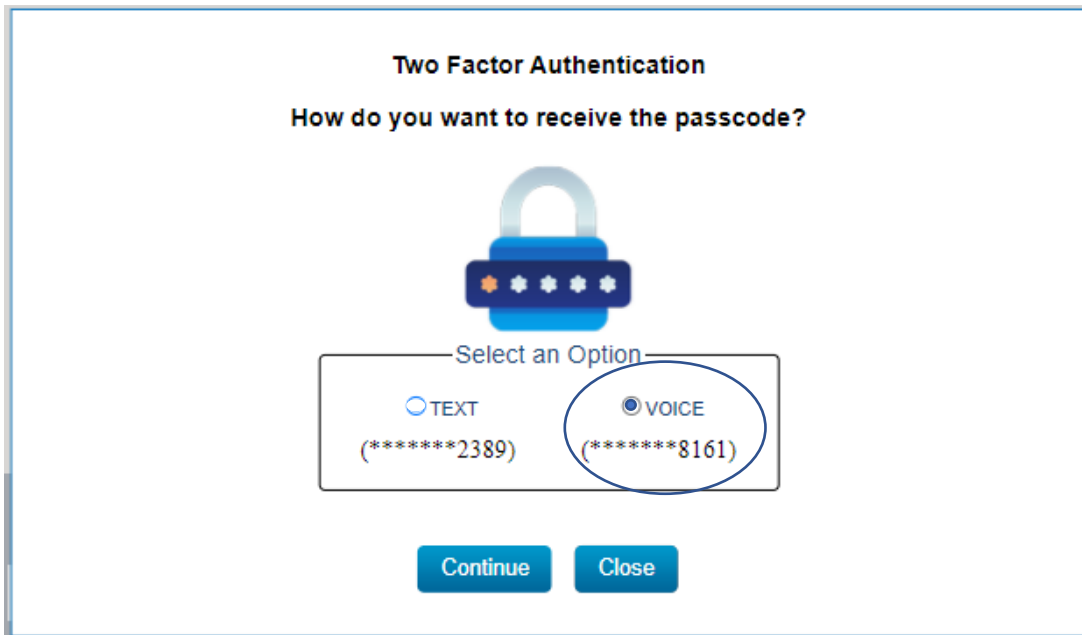 Two Factor Authentication
How do you want to receive the passcode?
Select an Option
TEXT VOICE
(*******2389) (*******8161)
Continue Close